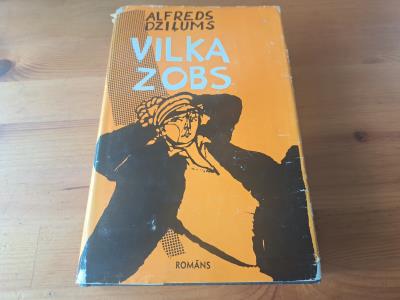 ALFREDS
DZIĻUMS
VILKA
ZOBS
ROMĀNS